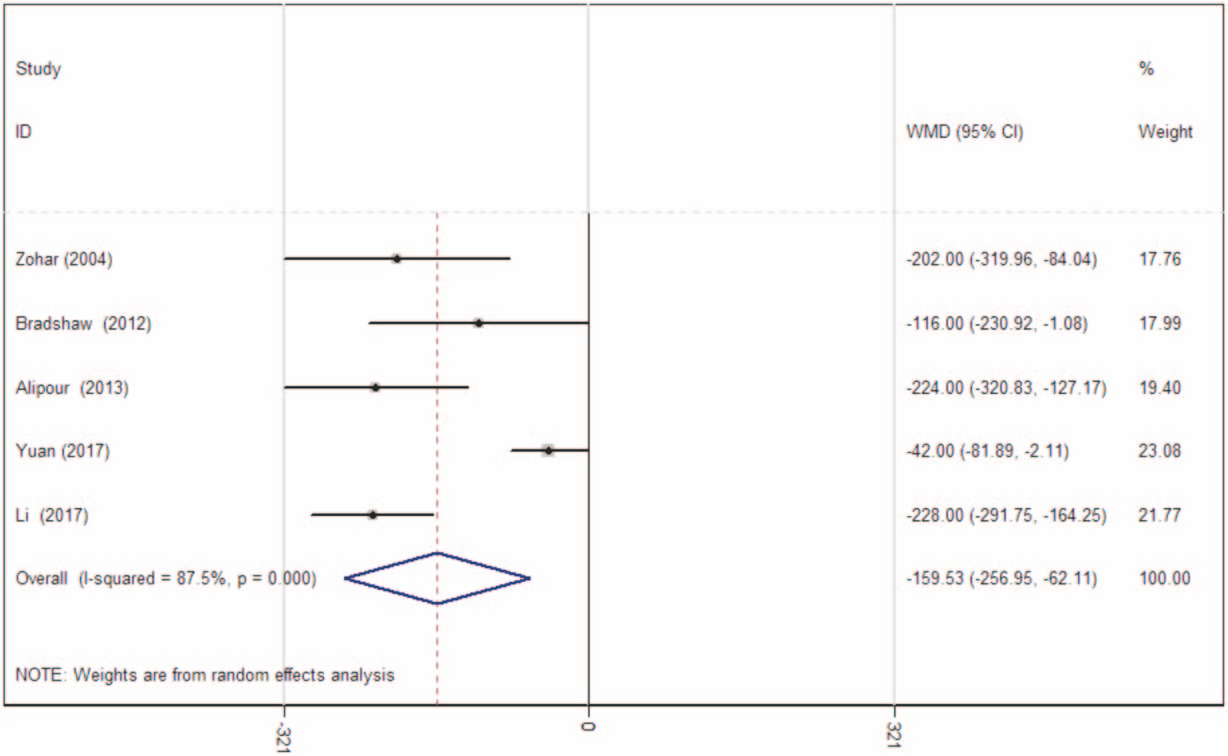 Study %
ID WMD (95% CI) Weight
Zohar (2004) -202.00 (-319.96, -84.04) 17.76
Bradshaw (2012) -116.00 (-230.92, -1.08) 17.99
Alipour (2013) -224.00 (-320.83, -127.17) 19.40
Yuan (2017) -42.00 (-81.89, -2.11) 23.08
Li (2017) -228.00 (-291.75, -164.25) 21.77
Overall (I-squared = 87.5%, p = 0.000) -159.53 (-256.95, -62.11) 100.00
NOTE: Weights are from random effects analysis
-321 0 321